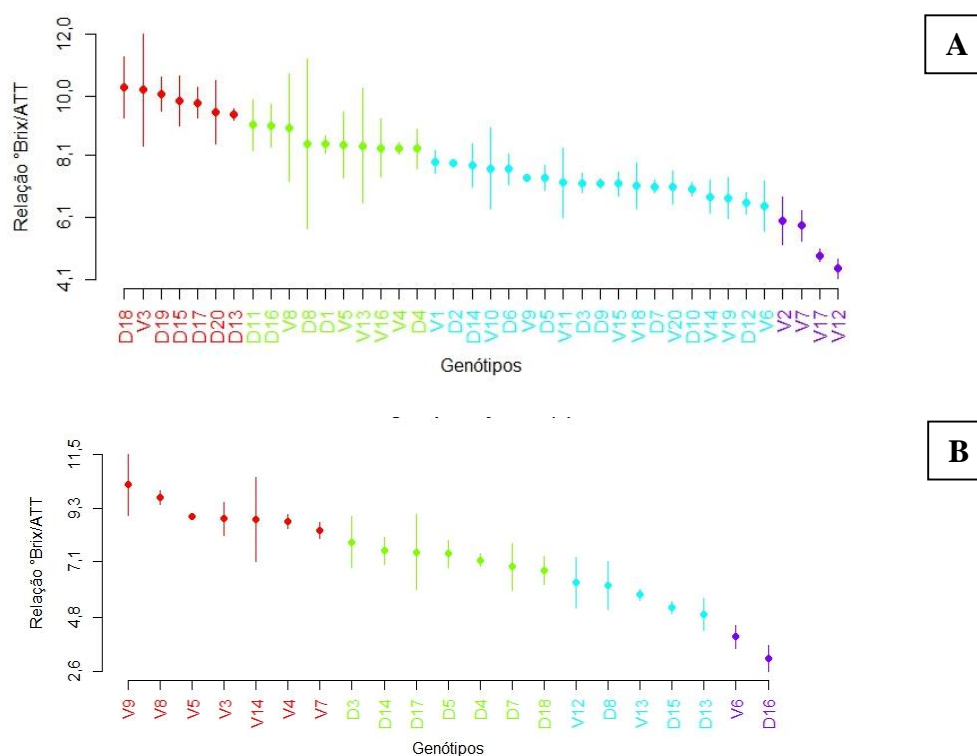 A
Relação °Brix/ATT
12,0
10,0
8,1
6,1
4,1
D18 V3 D19 D15 D17 D20 D13 D11 D16 V8 D8 D1 V5 V13 V16 V4 D4 V1 D2 D14 V10 D6 V9 D5 V11 D3 D9 V15 V18 D7 V20 D10 V14 V19 D12 V6 V2 V7 V17 V12
Genótipos
B
Relação °Brix/ATT
11,5
9,3
7,1
4,8
2,6
V9 V8 V5 V3 V14 V4 V7 D3 D14 D17 D5 D4 D7 D18 V12 D8 V13 D15 D13 V6 D16
Genótipos